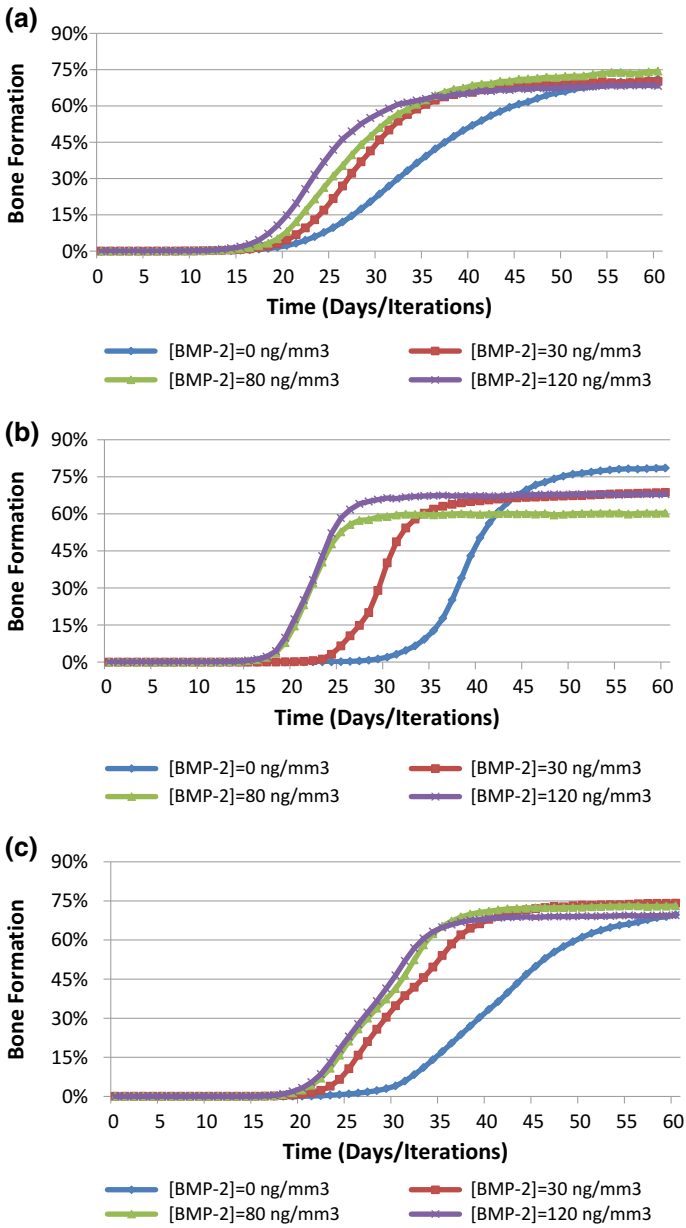 (a)
90%
75%
60%
45%
30%
15%
0%
Bone Formation
0 5 10 15 20 25 30 35 40 45 50 55 60
Time (Days/Iterations)
[BMP-2]=0 ng/mm3 [BMP-2]=30 ng/mm3
[BMP-2]=80 ng/mm3 [BMP-2]=120 ng/mm3
(b)
90%
75%
60%
45%
30%
15%
0%
Bone Formation
0 5 10 15 20 25 30 35 40 45 50 55 60
Time (Days/Iterations)
[BMP-2]=0 ng/mm3 [BMP-2]=30 ng/mm3
[BMP-2]=80 ng/mm3 [BMP-2]=120 ng/mm3
(c)
90%
75%
60%
45%
30%
15%
0%
Bone Formation
0 5 10 15 20 25 30 35 40 45 50 55 60
Time (Days/Iterations)
[BMP-2]=0 ng/mm3 [BMP-2]=30 ng/mm3
[BMP-2]=80 ng/mm3 [BMP-2]=120 ng/mm3